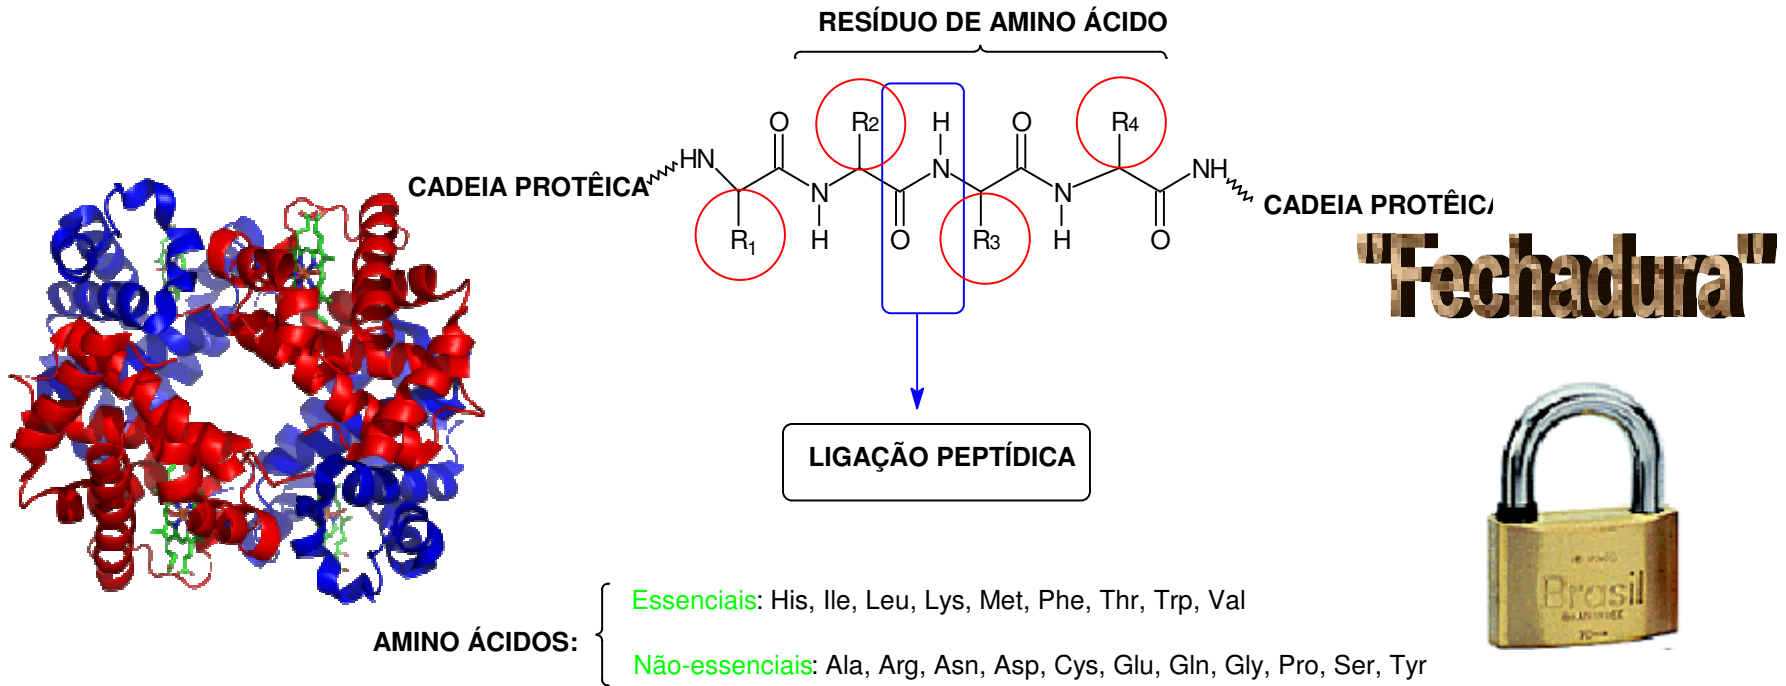 RESÍDUO DE AMINO ÁCIDO
O R2 H O R4
HN NH
N N N
CADEIA PROTÊICA
CADEIA PROTÊICA
R1 H O R3 H O
"Fechadura"
LIGAÇÃO PEPTÍDICA
Brasil
Essenciais: His, Ile, Leu, Lys, Met, Phe, Thr, Trp, Val
AMINO ÁCIDOS:
Não-essenciais: Ala, Arg, Asn, Asp, Cys, Glu, Gln, Gly, Pro, Ser, Tyr